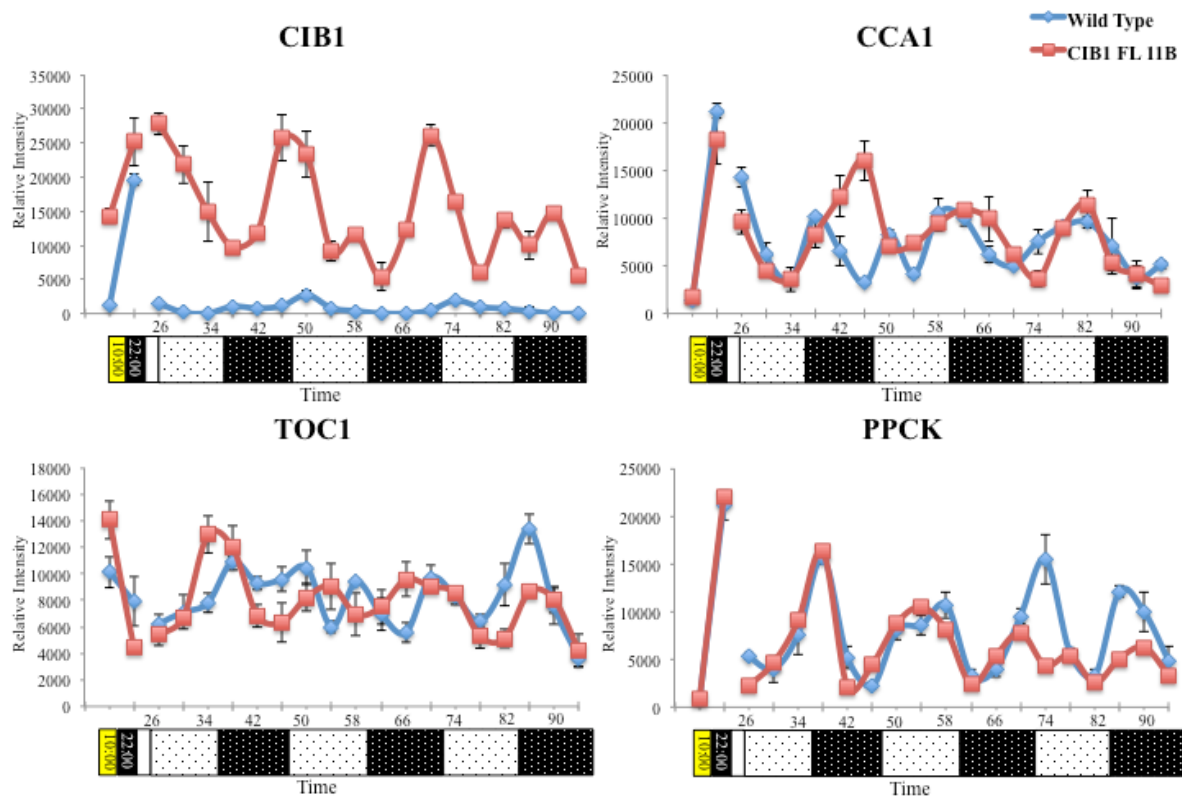 Wild Type
CIB1 FL 11B
CIB1
Relative Intensity
35000
30000
25000
20000
15000
10000
5000
0
26 34 42 50 58 66 74 82 90
10:00 22:00
Time
CCA1
Relative Intensity
25000
20000
15000
10000
5000
0
26 34 42 50 58 66 74 82 90
10:00 22:00
Time
TOC1
Relative Intensity
18000
16000
14000
12000
10000
8000
6000
4000
2000
0
26 34 42 50 58 66 74 82 90
10:00 22:00
Time
PPCK
Relative Intensity
25000
20000
15000
10000
5000
0
26 34 42 50 58 66 74 82 90
10:00 22:00
Time